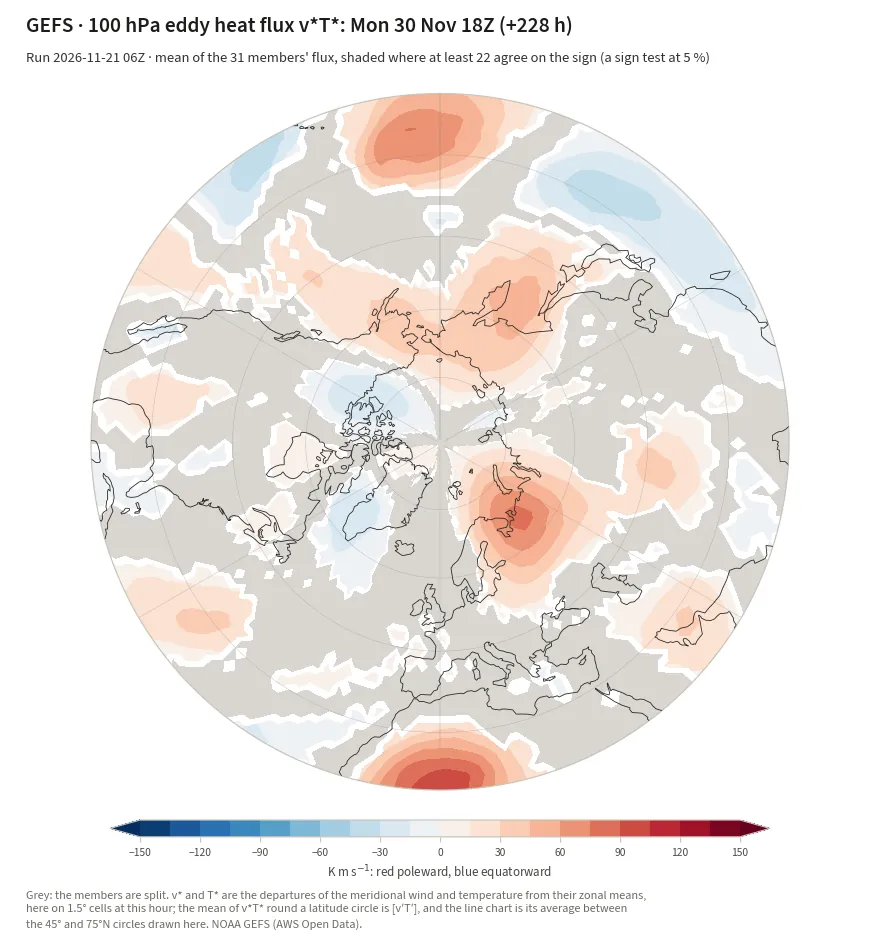 GEFS · 100 hPa eddy heat flux v*T*: Mon 30 Nov 18Z (+228 h)
Run 2026-11-21 06Z · mean of the 31 members' flux, shaded where at least 22 agree on the sign (a sign test at 5 %)
−150 −120 −90 −60 −30 0 30 60 90 120 150
K m s⁻¹: red poleward, blue equatorward
Grey: the members are split. v* and T* are the departures of the meridional wind and temperature from their zonal means,
here on 1.5° cells at this hour; the mean of v*T* round a latitude circle is [v'T'], and the line chart is its average between
the 45° and 75°N circles drawn here. NOAA GEFS (AWS Open Data).